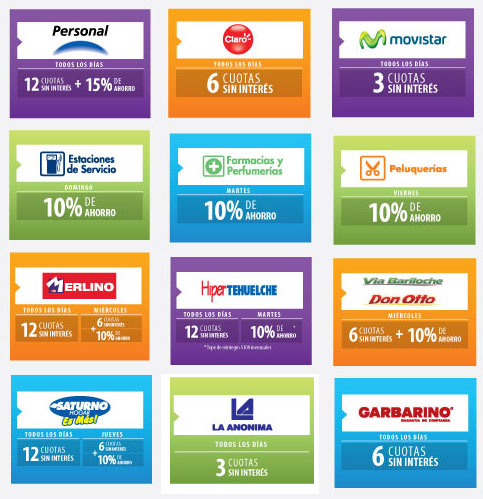 Personal
TODOS LOS DÍAS
12 CUOTAS SIN INTERÉS + 15% DE AHORRO
Claro
TODOS LOS DÍAS
6 CUOTAS SIN INTERÉS
movistar
TODOS LOS DÍAS
3 CUOTAS SIN INTERÉS
Estaciones
de Servicio
DOMINGO
10% DE AHORRO
Farmacias y
Perfumerías
MARTES
10% DE AHORRO
Peluquerías
VIERNES
10% DE AHORRO
MERLINO
TODOS LOS DÍAS
12 CUOTAS SIN INTERÉS
MIÉRCOLES
+ 6 CUOTAS SIN INTERÉS
10% DE AHORRO
HiperTEHUELCHE
TODOS LOS DÍAS
12 CUOTAS SIN INTERÉS
MARTES
10% DE AHORRO *
* Tope de reintegro $100 mensuales
Via Bariloche
Don Otto
MIÉRCOLES
6 CUOTAS SIN INTERÉS + 10% DE AHORRO
SATURNO
HOGAR
Es Más!
TODOS LOS DÍAS
12 CUOTAS SIN INTERÉS
JUEVES
+ 6 CUOTAS SIN INTERÉS
+ 10% DE AHORRO
LA ANONIMA
TODOS LOS DÍAS
3 CUOTAS SIN INTERÉS
GARBARINO
GARANTIA DE CONFIANZA
TODOS LOS DÍAS
6 CUOTAS SIN INTERÉS